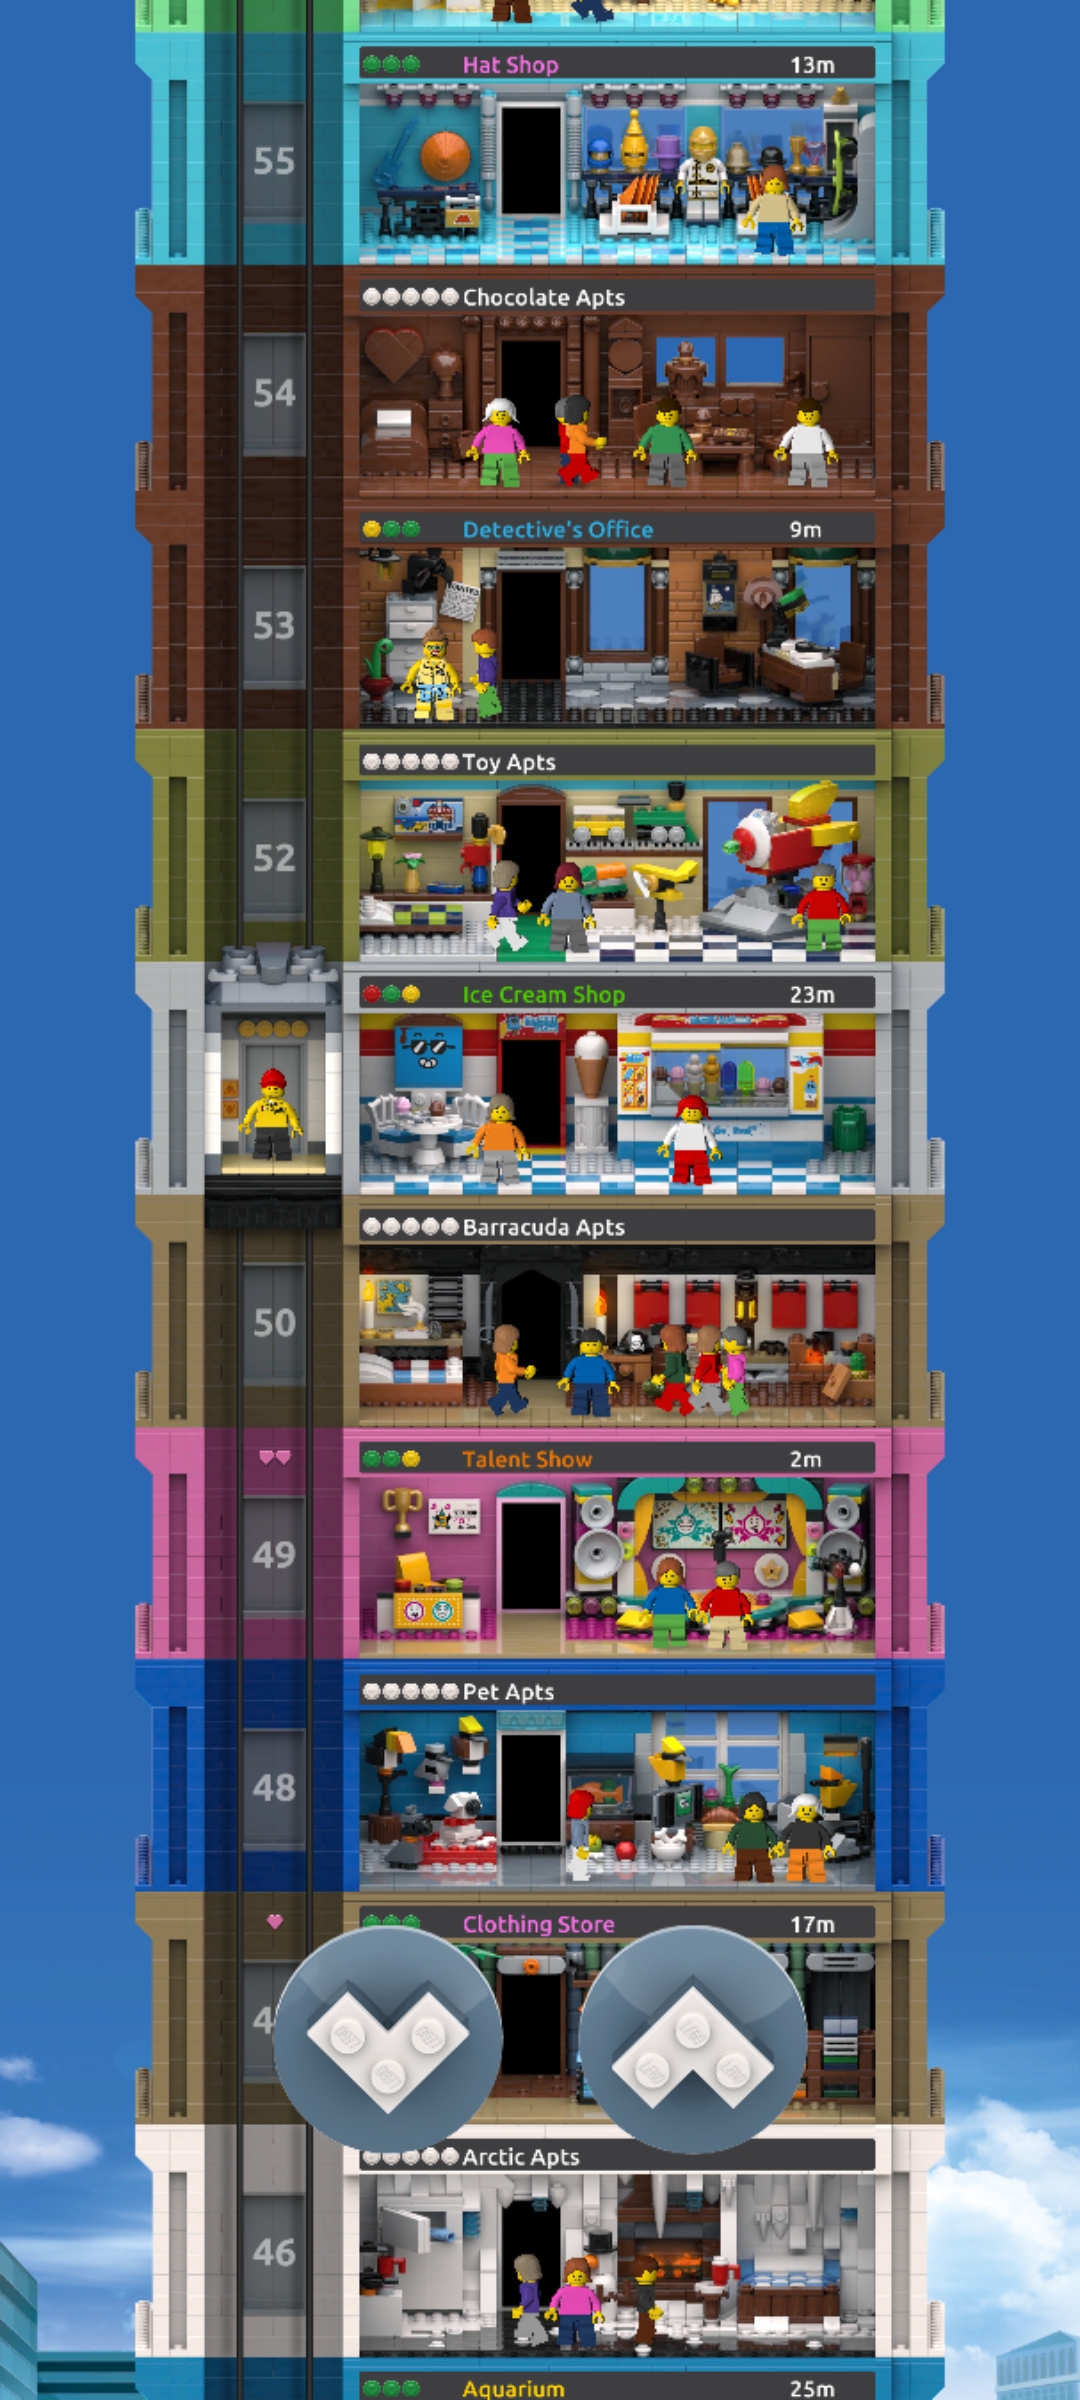 Hat Shop 13m
55
Chocolate Apts
54
Detective's Office 9m
WANTED
53
Toy Apts
52
Ice Cream Shop 23m
Barracuda Apts
50
Talent Show 2m
49
Pet Apts
48
Clothing Store 17m
4
Arctic Apts
46
Aquarium 25m